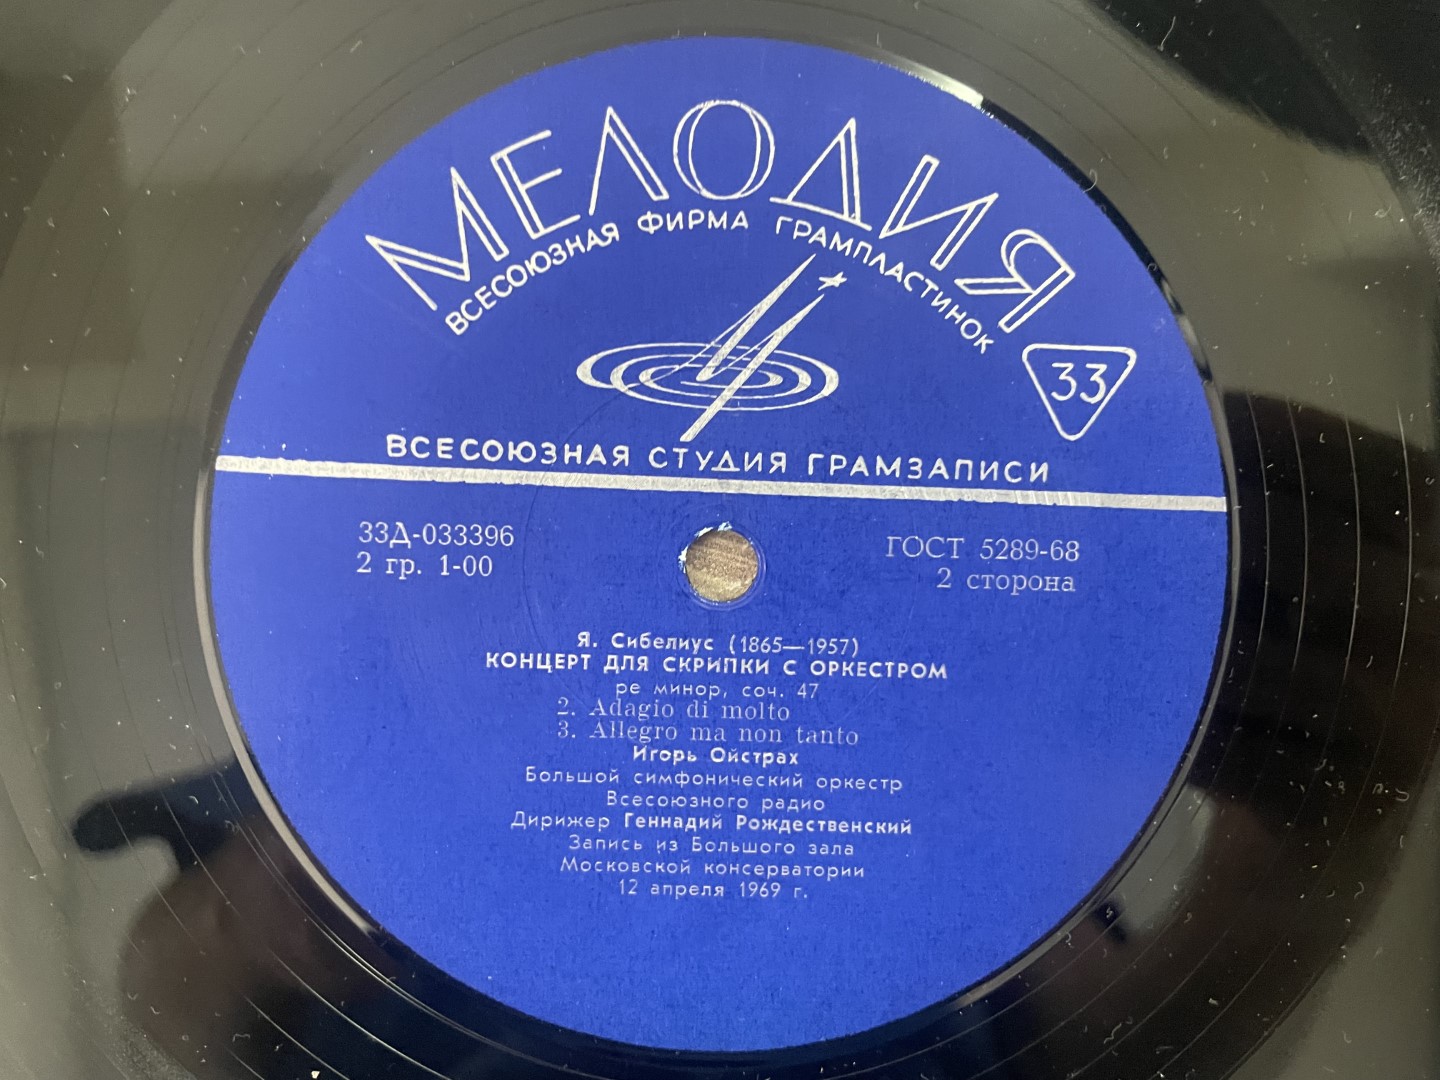 МЕЛОДИЯ
ВСЕСОЮЗНАЯ ФИРМА ГРАМПЛАСТИНОК
33
ВСЕСОЮЗНАЯ СТУДИЯ ГРАМЗАПИСИ
33Д-033396
2 гр. 1-00
ГОСТ 5289-68
2 сторона
Я. Сибелиус (1865—1957)
КОНЦЕРТ ДЛЯ СКРИПКИ С ОРКЕСТРОМ
ре минор, соч. 47
2. Adagio di molto
3. Allegro ma non tanto
Игорь Ойстрах
Большой симфонический оркестр
Всесоюзного радио
Дирижер Геннадий Рождественский
Запись из Большого зала
Московской консерватории
12 апреля 1969 г.